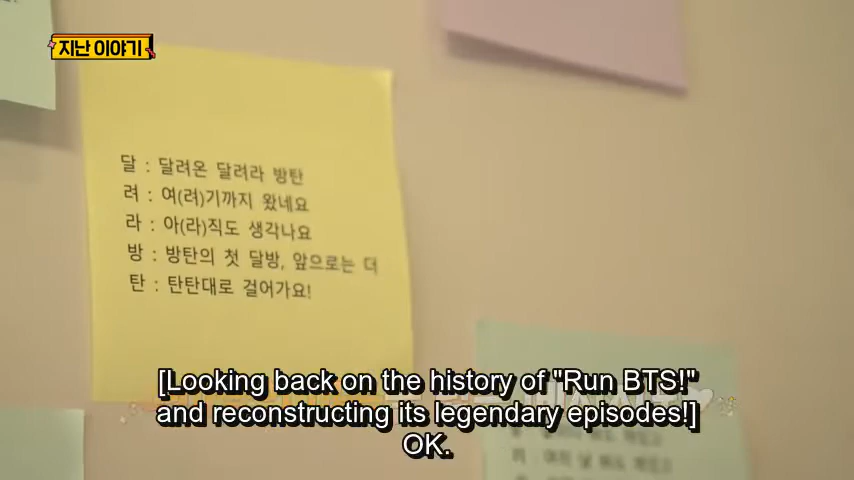 지난 이야기
달 : 달려온 달려라 방탄
려 : 여(려)기까지 왔네요
라 : 아(라)직도 생각나요
방 : 방탄의 첫 달방, 앞으로는 더
탄 : 탄탄대로 걸어가요!
[Looking back on the history of "Run BTS!"
and reconstructing its legendary episodes!]
OK.